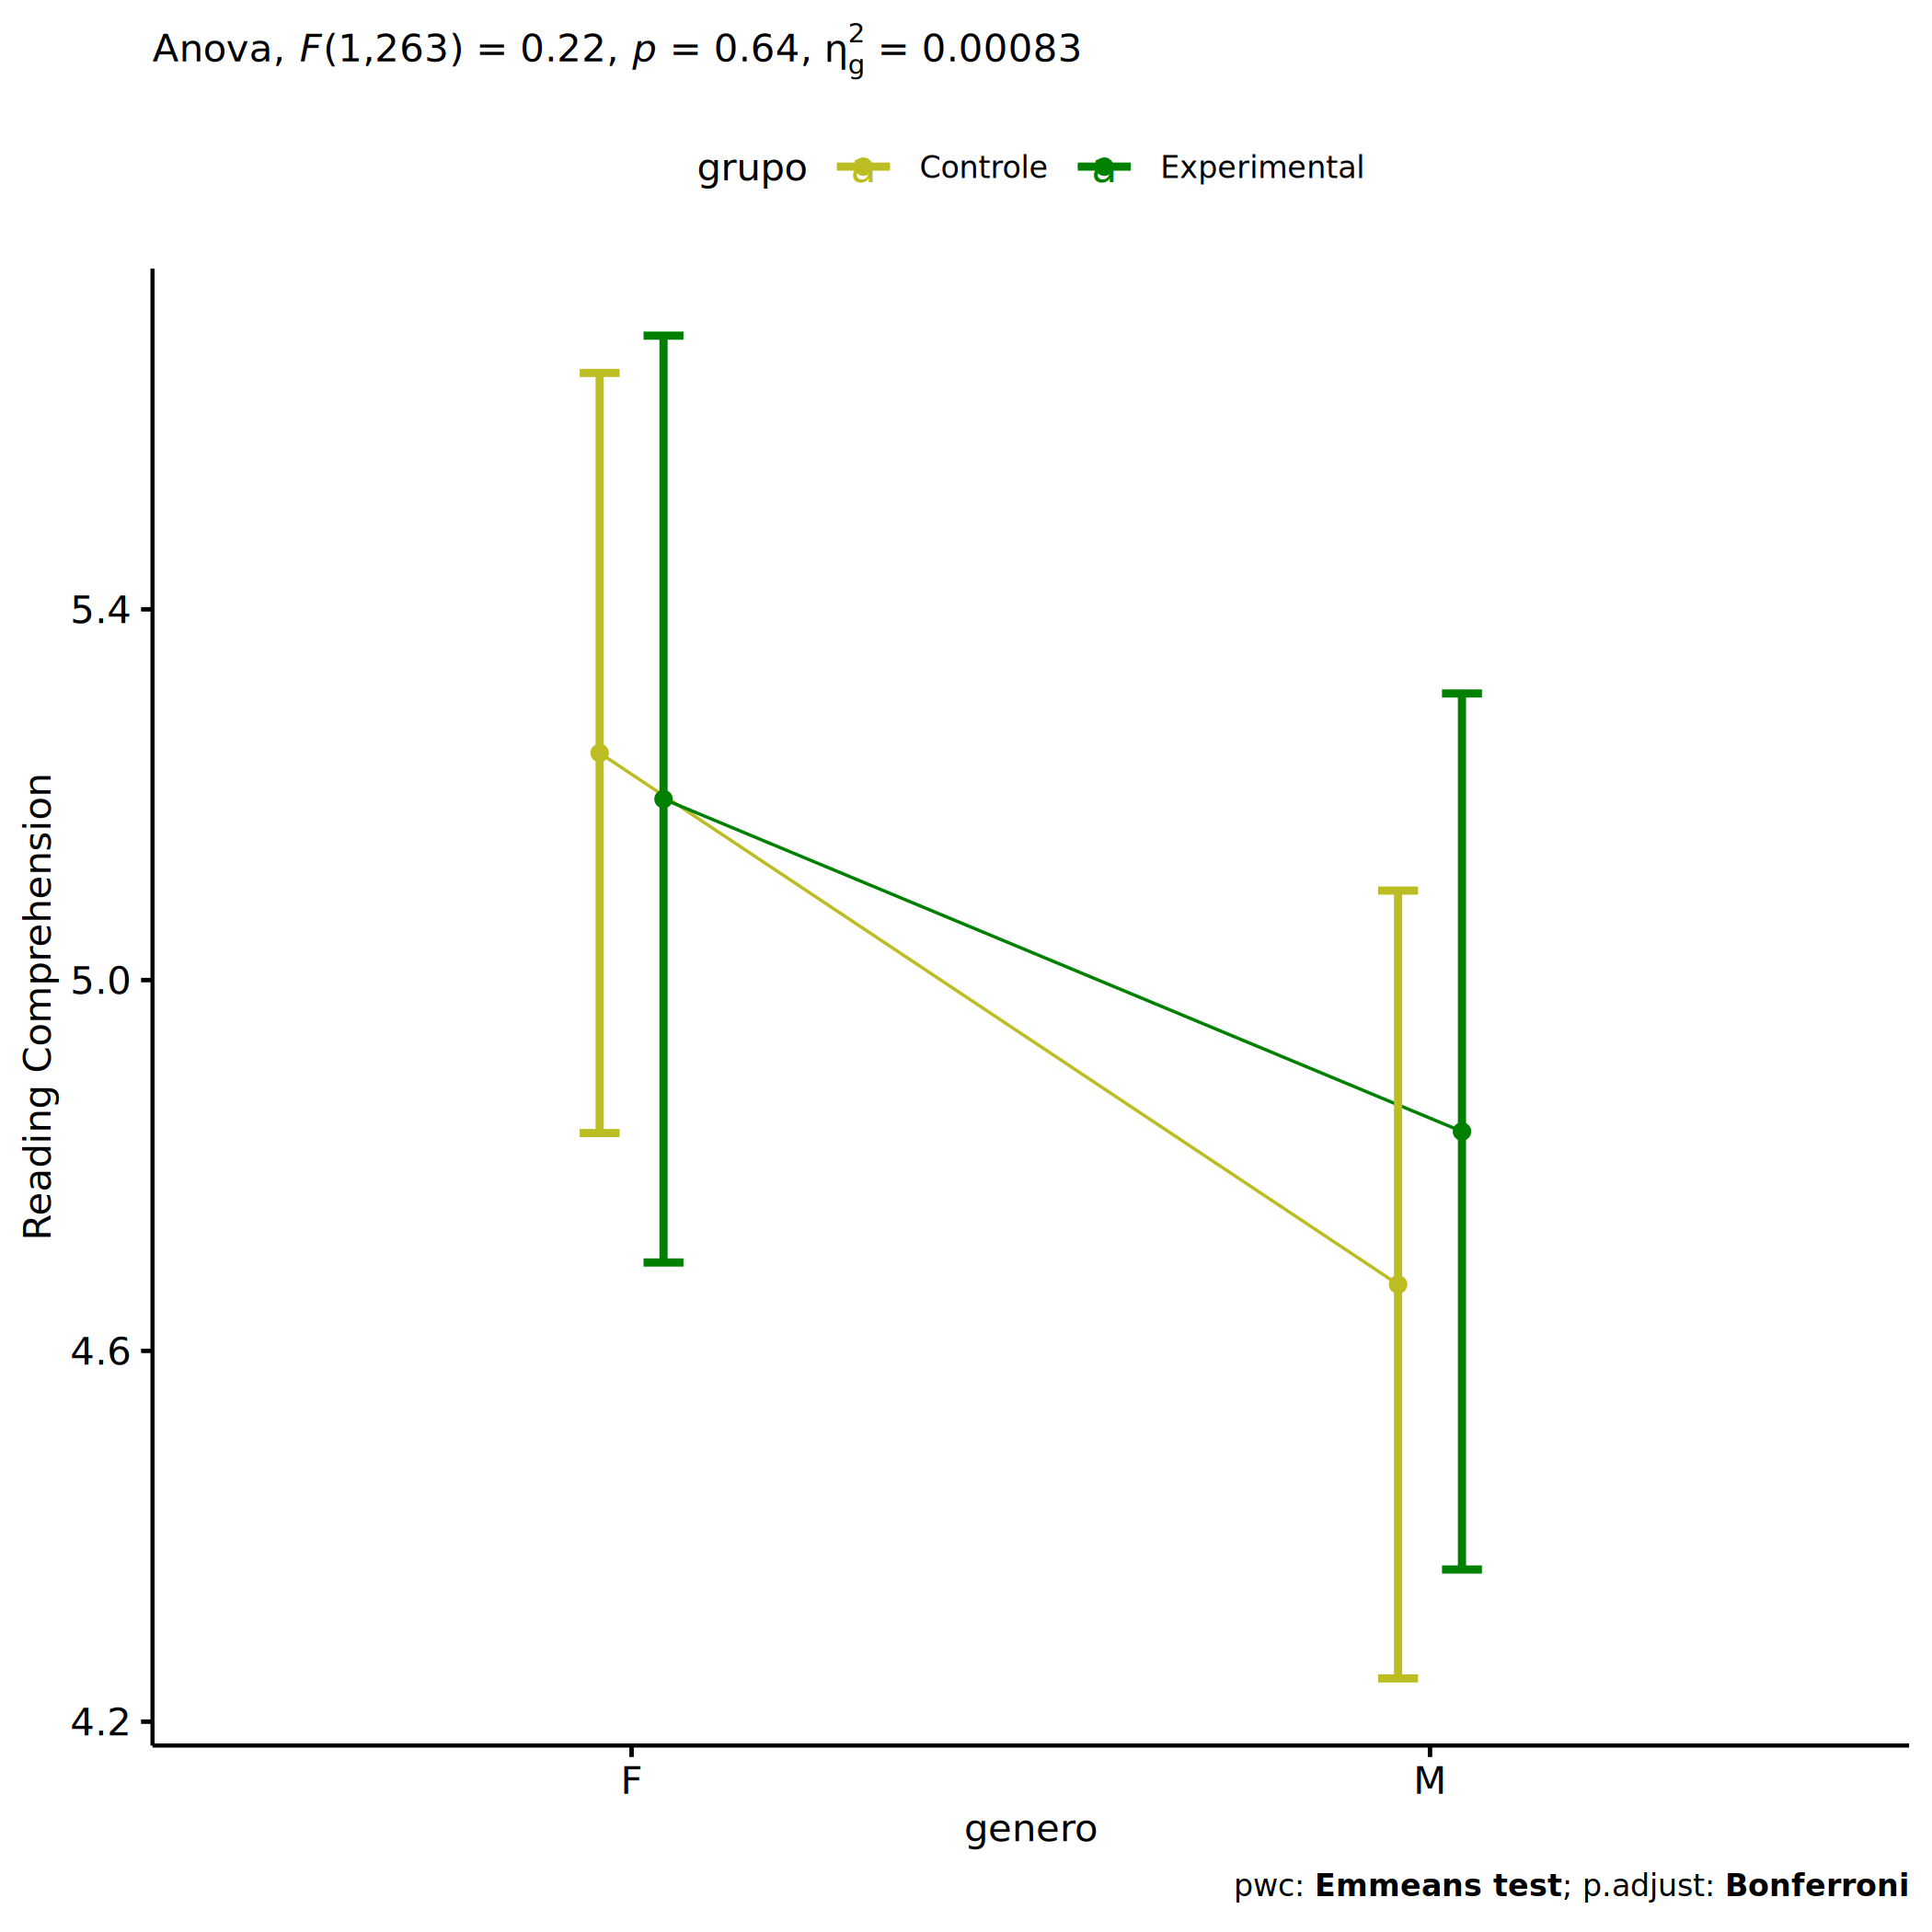 Anova, F(1,263) = 0.22, p = 0.64, η²g = 0.00083
grupo a Controle a Experimental
Reading Comprehension
5.4
5.0
4.6
4.2
F M
genero
pwc: Emmeans test; p.adjust: Bonferroni